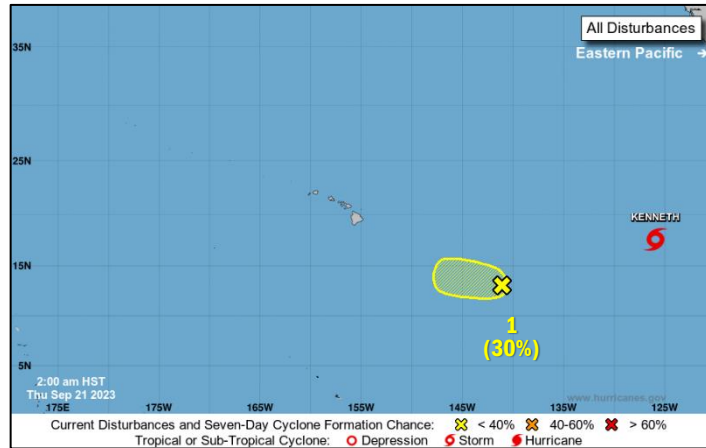 All Disturbances
Eastern Pacific →
35N
25N
KENNETH
15N
1
(30%)
5N
2:00 am HST
Thu Sep 21 2023
www.hurricanes.gov
175E 175W 165W 155W 145W 135W 125W
Current Disturbances and Seven-Day Cyclone Formation Chance: < 40% 40-60% > 60%
Tropical or Sub-Tropical Cyclone: Depression Storm Hurricane